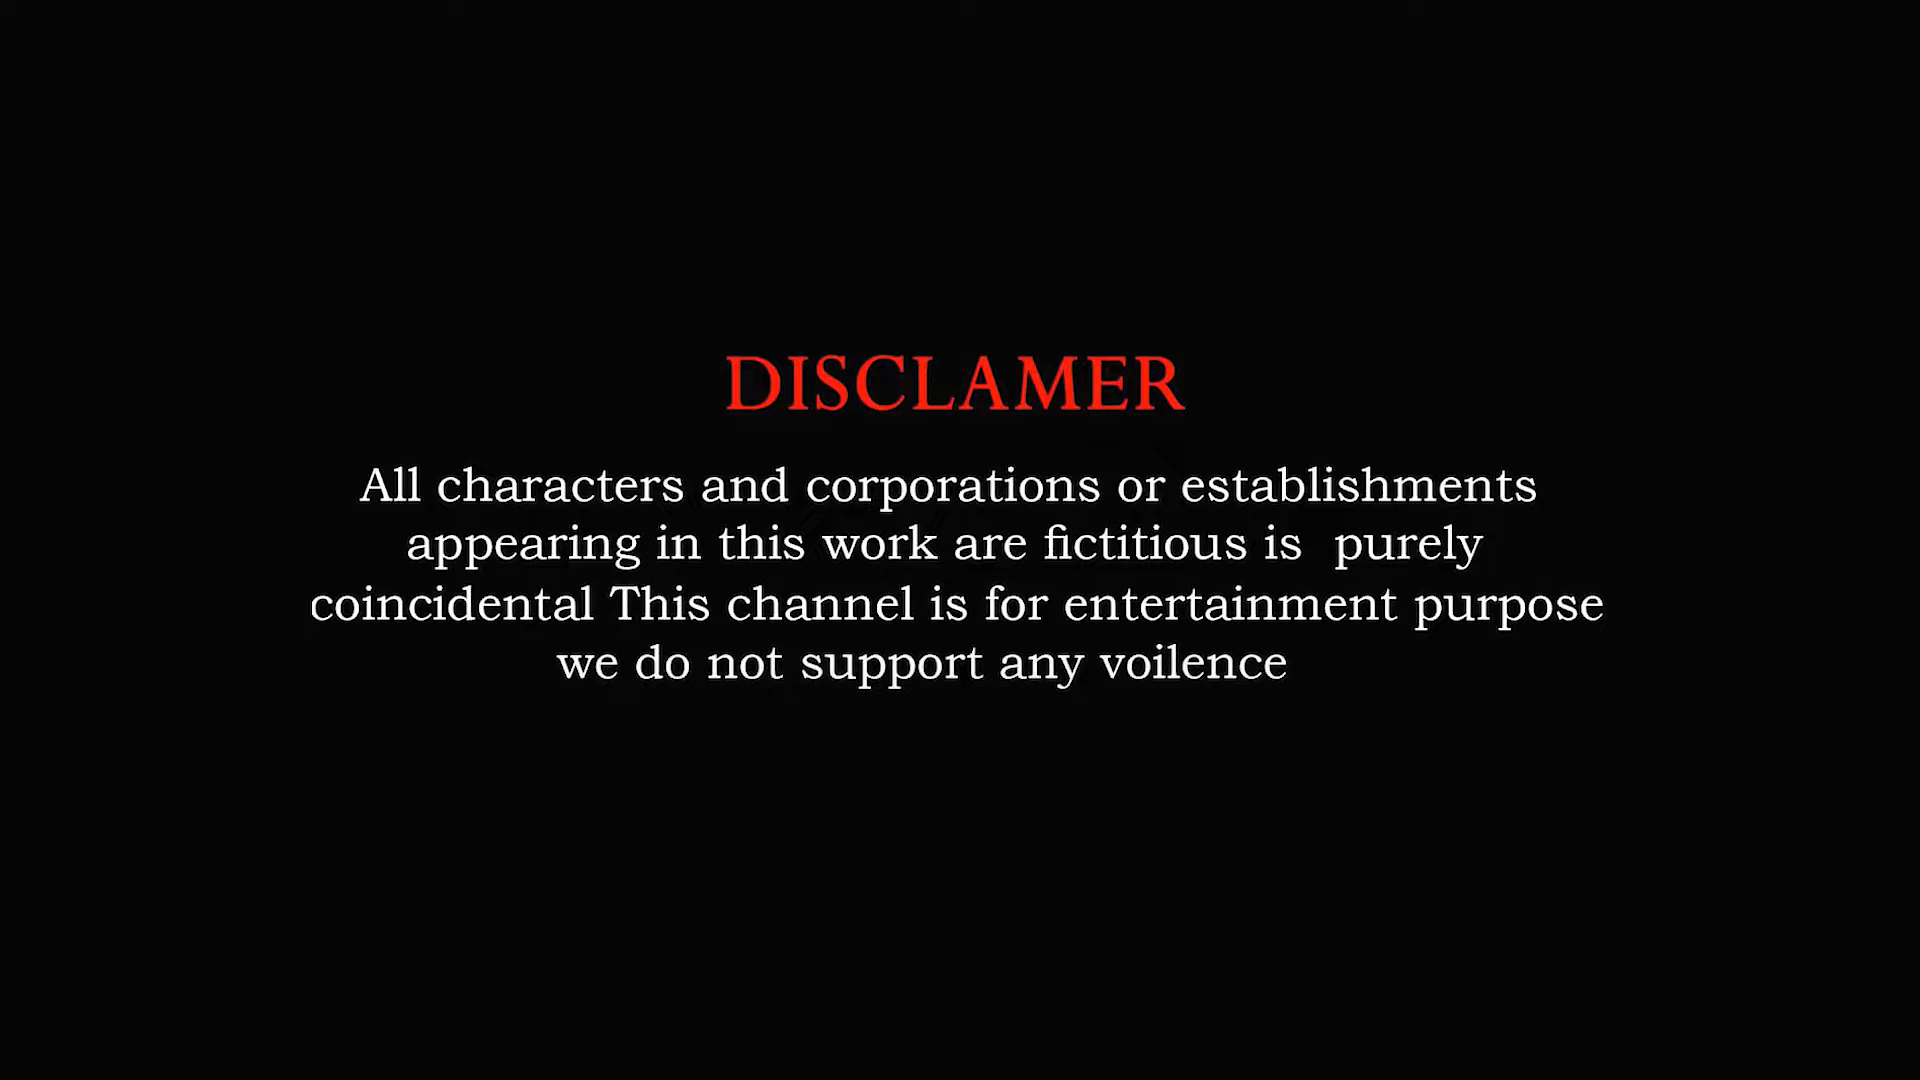 DISCLAMER
All characters and corporations or establishments
appearing in this work are fictitious is  purely
coincidental This channel is for entertainment purpose
we do not support any voilence